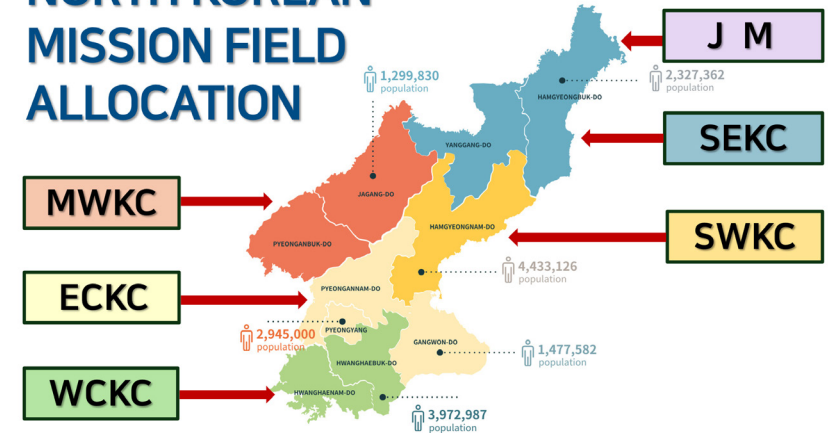 NORTH KOREAN
MISSION FIELD
ALLOCATION
J M
1,299,830
population
2,327,362
population
HAMGYEONGBUK-DO
YANGGANG-DO
SEKC
MWKC
JAGANG-DO
HAMGYEONGNAM-DO
SWKC
PYEONGANBUK-DO
4,433,126
population
ECKC
PYEONGANNAM-DO
2,945,000
population
PYEONGYANG
GANGWON-DO
1,477,582
population
HWANGHAEBUK-DO
WCKC
HWANGHAENAM-DO
3,972,987
population